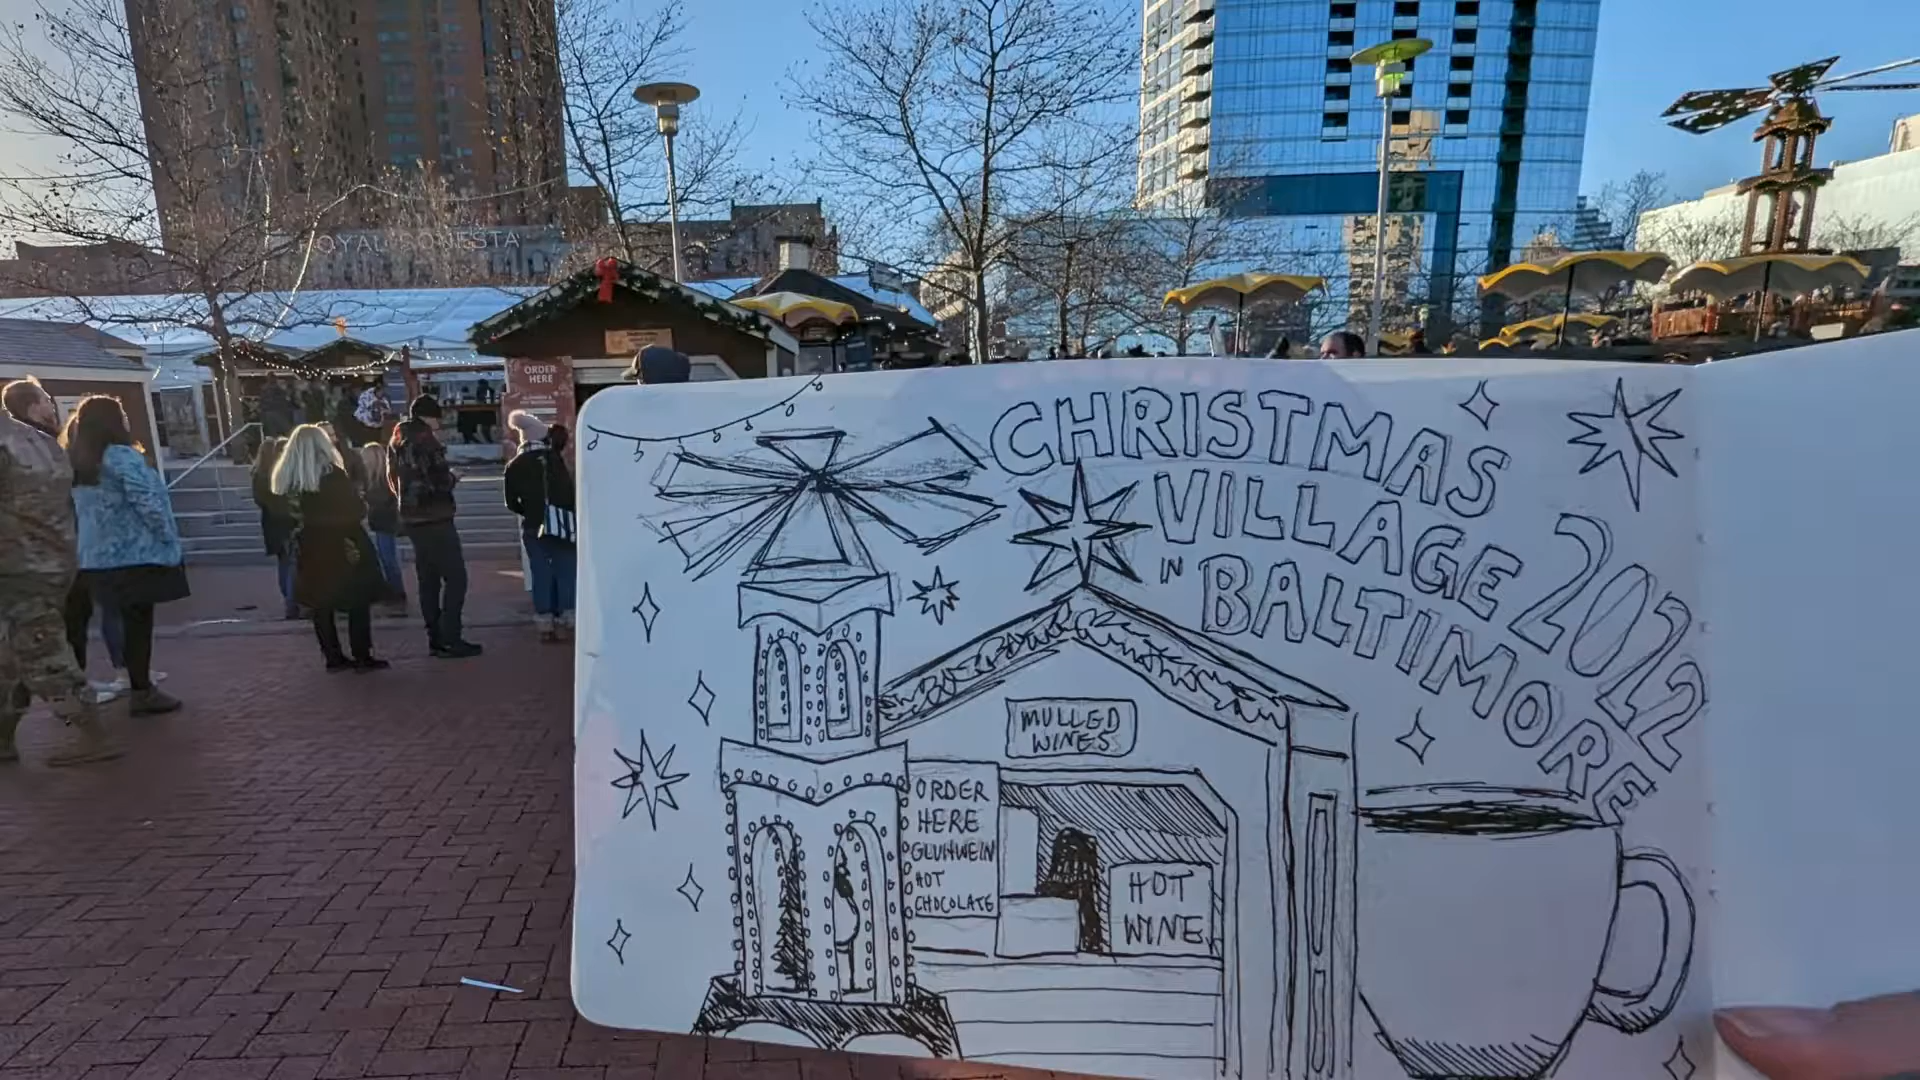 ROYAL SONESTA
ORDER
HERE
CHRISTMAS
VILLAGE
IN BALTIMORE
2022
MULLED
WINES
ORDER
HERE
GLUHWEIN
HOT
CHOCOLATE
HOT
WINE